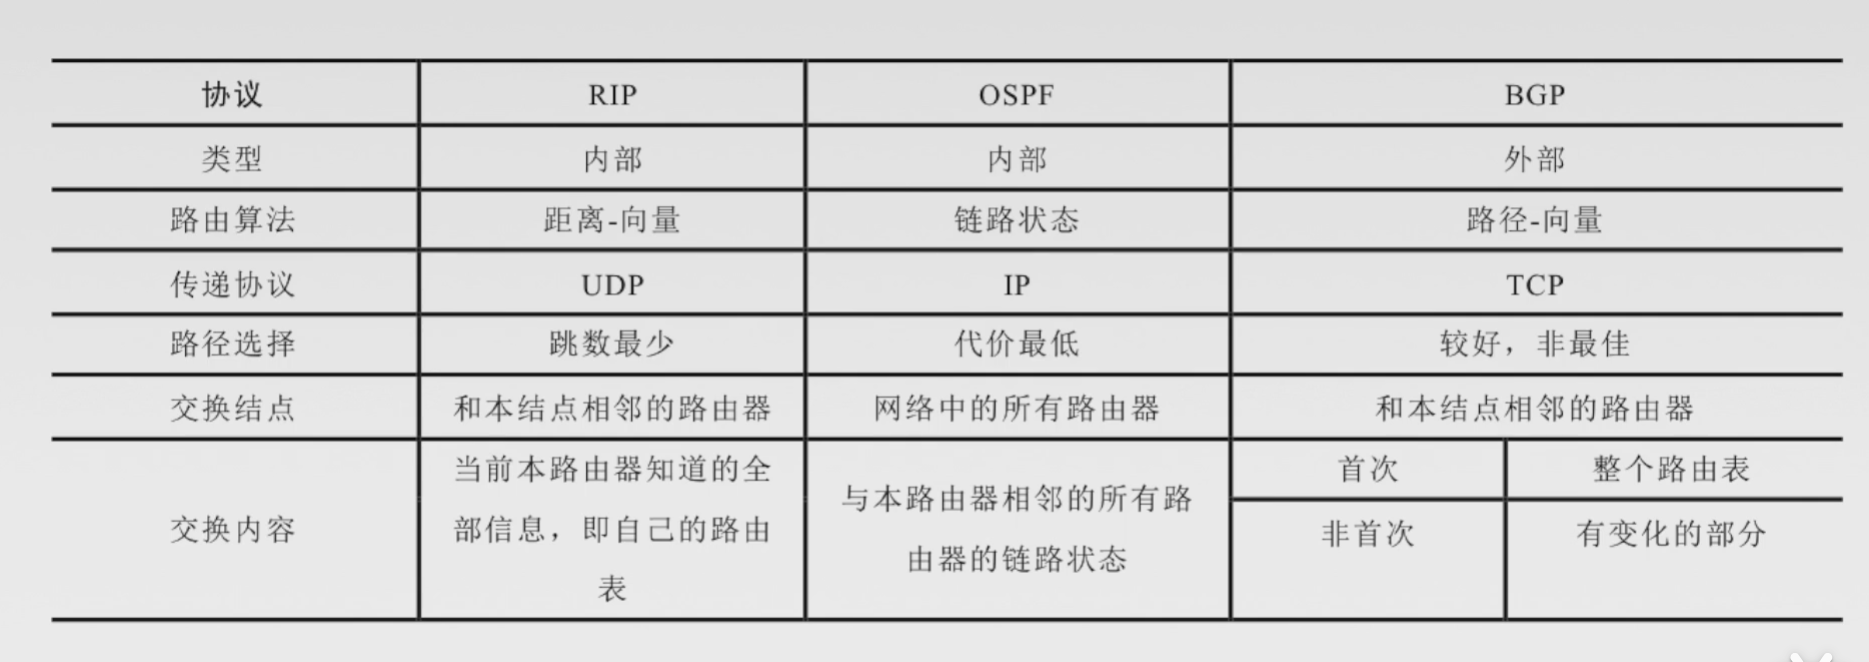 协议 RIP OSPF BGP
类型 内部 内部 外部
路由算法 距离-向量 链路状态 路径-向量
传递协议 UDP IP TCP
路径选择 跳数最少 代价最低 较好，非最佳
交换结点 和本结点相邻的路由器 网络中的所有路由器 和本结点相邻的路由器
交换内容
当前本路由器知道的全
部信息，即自己的路由
表
与本路由器相邻的所有路
由器的链路状态
首次 整个路由表
非首次 有变化的部分